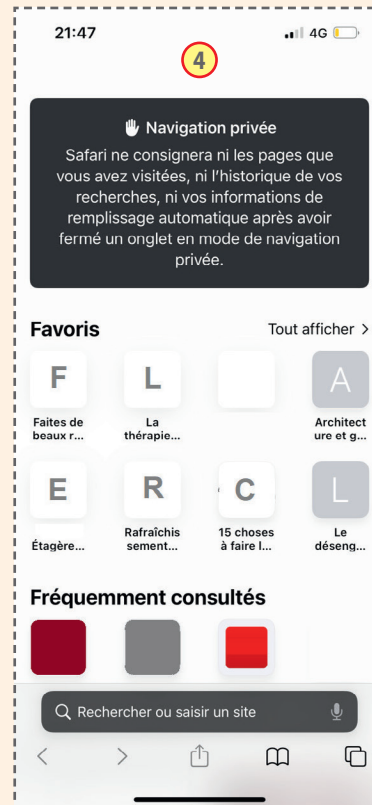 21:47 4G
4
Navigation privée
Safari ne consignera ni les pages que
vous avez visitées, ni l'historique de vos
recherches, ni vos informations de
remplissage automatique après avoir
fermé un onglet en mode de navigation
privée.
Favoris Tout afficher >
F L A
Faites de La Architect
beaux r... thérapie... ure et g...
E R C L
Étagère... Rafraîchis 15 choses Le
sement... à faire l... déseng...
Fréquemment consultés
Rechercher ou saisir un site